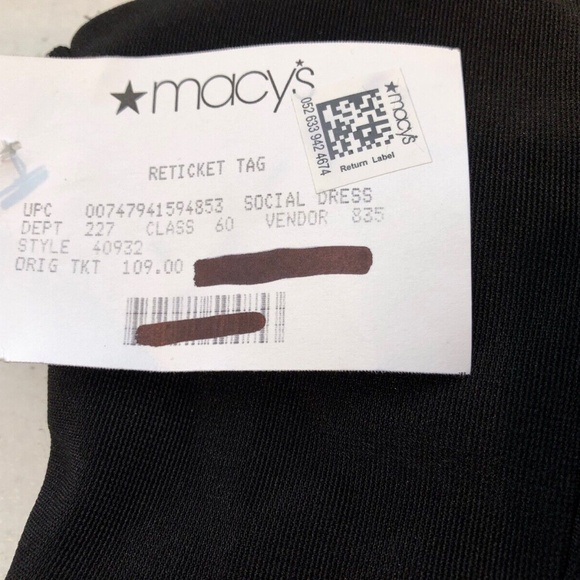 ★macy's
RETICKET TAG
UPC 00747941594853 SOCIAL DRESS
DEPT 227 CLASS 60 VENDOR 835
STYLE 40932
ORIG TKT 109.00
★macy's
052 633 942 4674
Return Label